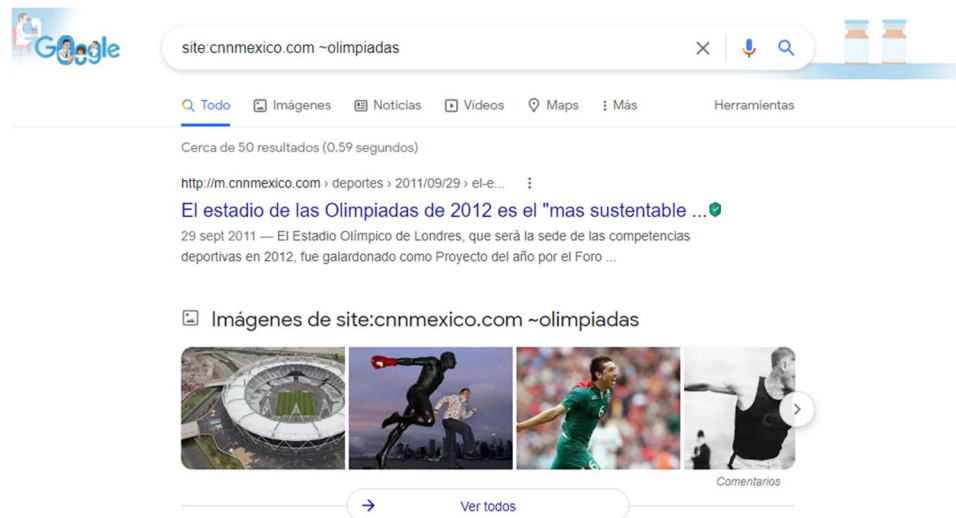 Google
site:cnnmexico.com ~olimpiadas
Todo Imágenes Noticias Videos Maps Más Herramientas
Cerca de 50 resultados (0.59 segundos)
http://m.cnnmexico.com › deportes › 2011/09/29 › el-e...
El estadio de las Olimpiadas de 2012 es el "mas sustentable ...
29 sept 2011 — El Estadio Olímpico de Londres, que será la sede de las competencias
deportivas en 2012, fue galardonado como Proyecto del año por el Foro ...
Imágenes de site:cnnmexico.com ~olimpiadas
6
Comentarios
Ver todos